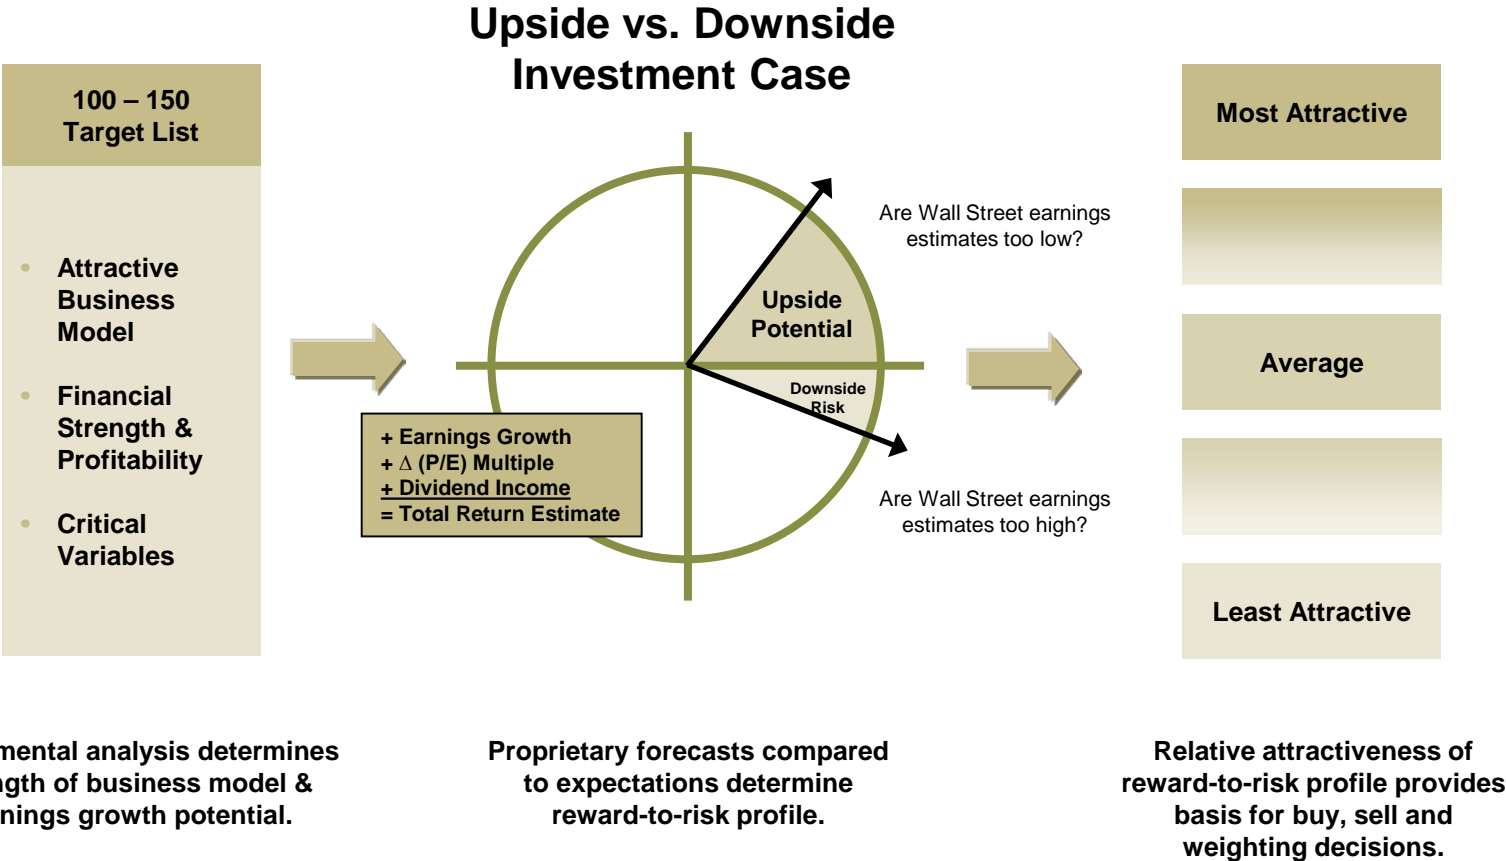 Upside vs. Downside
Investment Case
100 – 150
Target List
• Attractive
Business
Model
• Financial
Strength &
Profitability
• Critical
Variables
Are Wall Street earnings
estimates too low?
Upside
Potential
Downside
Risk
+ Earnings Growth
+ ∆ (P/E) Multiple
+ Dividend Income
= Total Return Estimate
Are Wall Street earnings
estimates too high?
Most Attractive
Average
Least Attractive
mental analysis determines
ngth of business model &
nings growth potential.
Proprietary forecasts compared
to expectations determine
reward-to-risk profile.
Relative attractiveness of
reward-to-risk profile provides
basis for buy, sell and
weighting decisions.